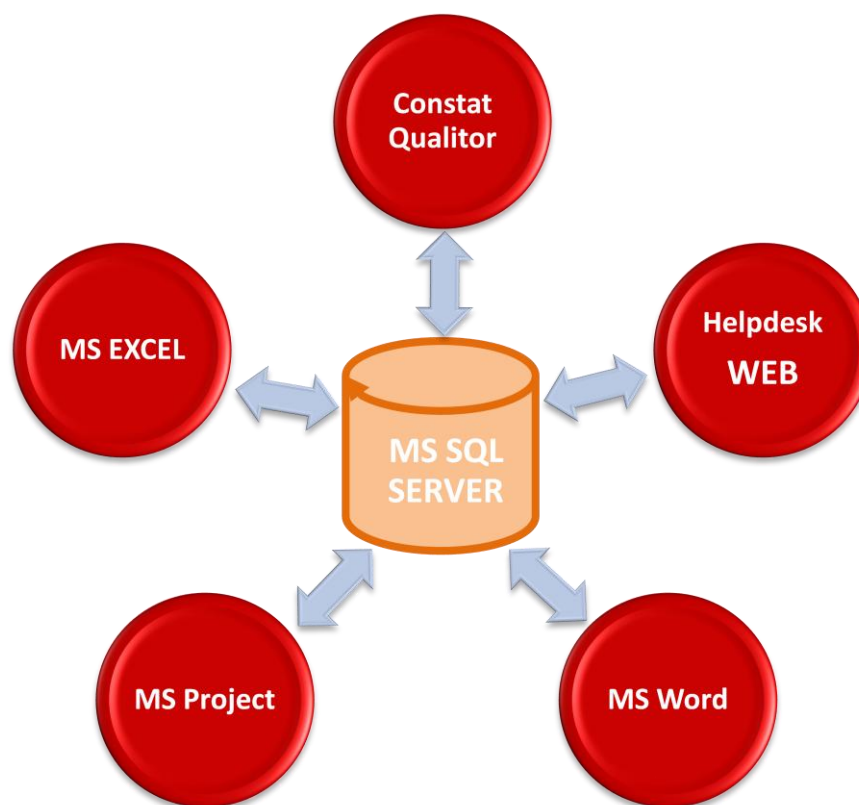 Constat
Qualitor
MS EXCEL
Helpdesk
WEB
MS SQL
SERVER
MS Project
MS Word